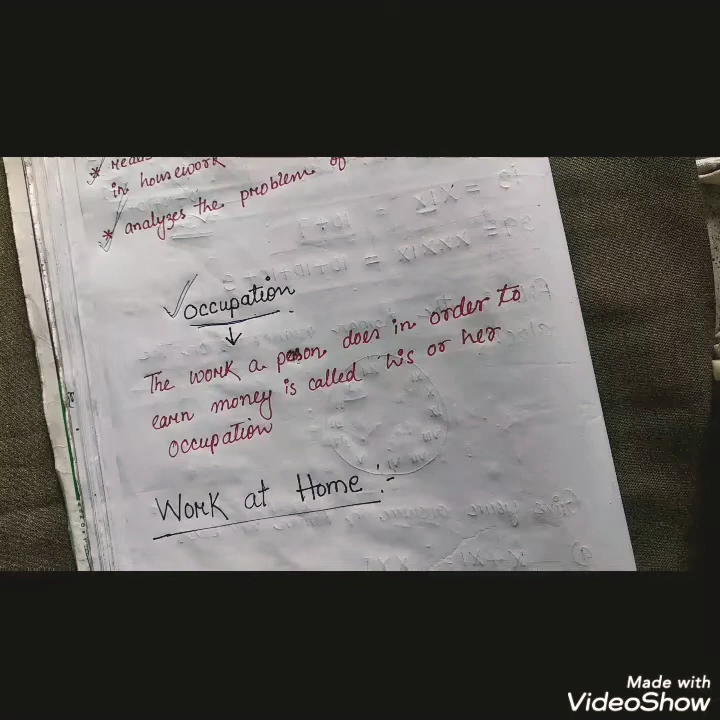 * 
in housework
* analyzes the problem of
Occupation
↓
The work a person does in order to
earn money is called his or her
occupation
Work at Home :-
Made with
VideoShow